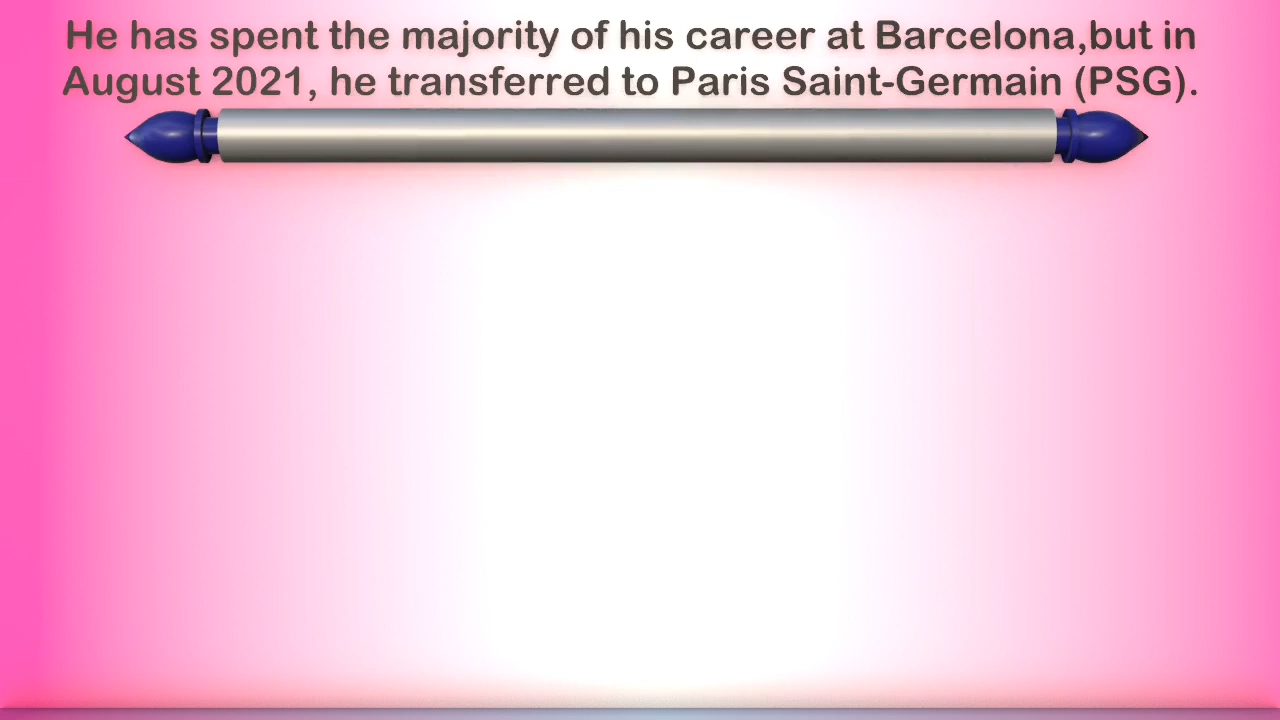 He has spent the majority of his career at Barcelona,but in
August 2021, he transferred to Paris Saint-Germain (PSG).